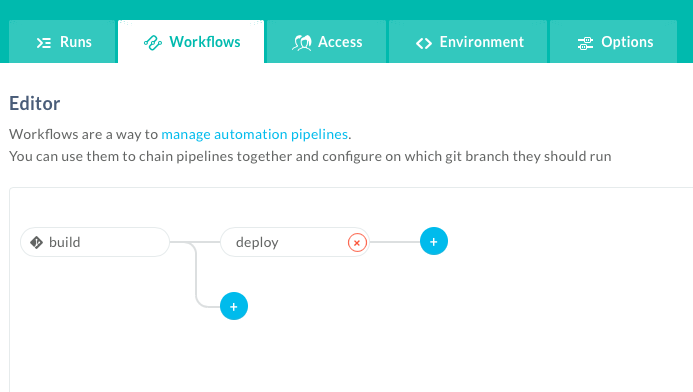 Runs
Workflows
Access
Environment
Options
Editor
Workflows are a way to manage automation pipelines.
You can use them to chain pipelines together and configure on which git branch they should run
build
deploy